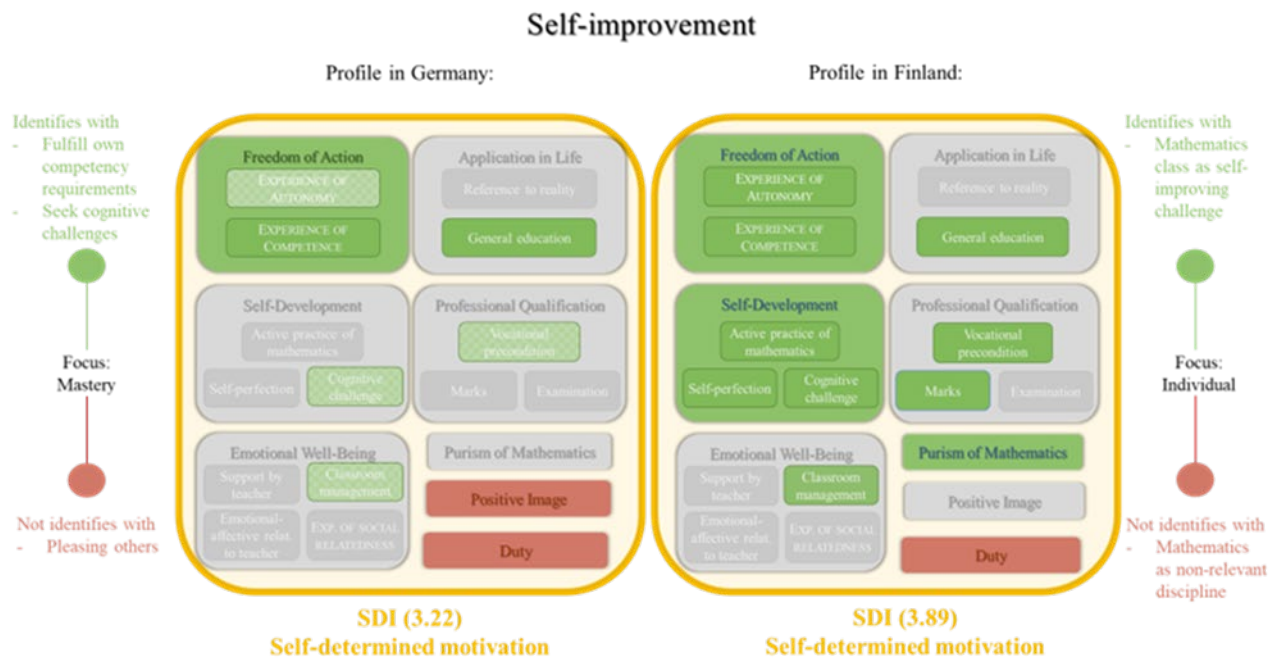 Self-improvement
Profile in Germany:
Profile in Finland:
Identifies with
- Fulfill own
competency
requirements
- Seek cognitive
challenges
Focus:
Mastery
Not identifies with
- Pleasing others
Freedom of Action
EXPERIENCE OF
AUTONOMY
EXPERIENCE OF
COMPETENCE
Application in Life
Reference to reality
General education
Self-Development
Active practice of
mathematics
Self-perfection
Cognitive
challenge
Professional Qualification
Vocational
precondition
Marks
Examination
Emotional Well-Being
Support by
teacher
Classroom
management
Emotional-
affective relat.
to teacher
EXP. OF SOCIAL
RELATEDNESS
Purism of Mathematics
Positive Image
Duty
SDI (3.22)
Self-determined motivation
Freedom of Action
EXPERIENCE OF
AUTONOMY
EXPERIENCE OF
COMPETENCE
Application in Life
Reference to reality
General education
Self-Development
Active practice of
mathematics
Self-perfection
Cognitive
challenge
Professional Qualification
Vocational
precondition
Marks
Examination
Emotional Well-Being
Support by
teacher
Classroom
management
Emotional-
affective relat.
to teacher
EXP. OF SOCIAL
RELATEDNESS
Purism of Mathematics
Positive Image
Duty
SDI (3.89)
Self-determined motivation
Identifies with
- Mathematics
class as self-
improving
challenge
Focus:
Individual
Not identifies with
- Mathematics
as non-relevant
discipline